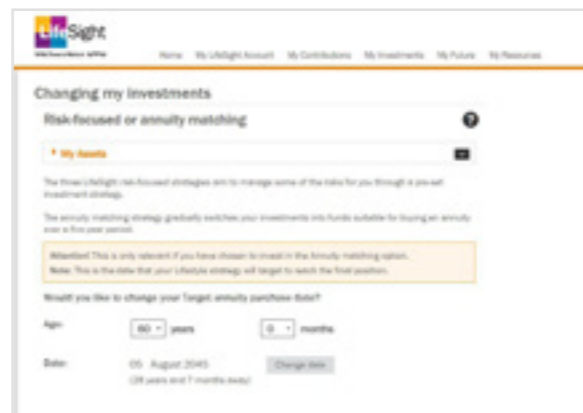 LifeSight
Home My LifeSight Account My Contributions My Investments My Future My Resources
Changing my investments
Risk-focused or annuity matching
?
My Assets
The three LifeSight risk-focused strategies aim to manage some of the risks for you through a pre-set
investment strategy.
The annuity matching strategy gradually switches your investments into funds suitable for buying an annuity
over a five year period.
Attention! This is only relevant if you have chosen to invest in the Annuity matching option.
Note: This is the date that your Lifestyle strategy will target to reach the final position.
Would you like to change your Target annuity purchase date?
Age: 60 years 0 months
Date: 05 August 2045 Change date
(28 years and 7 months away)